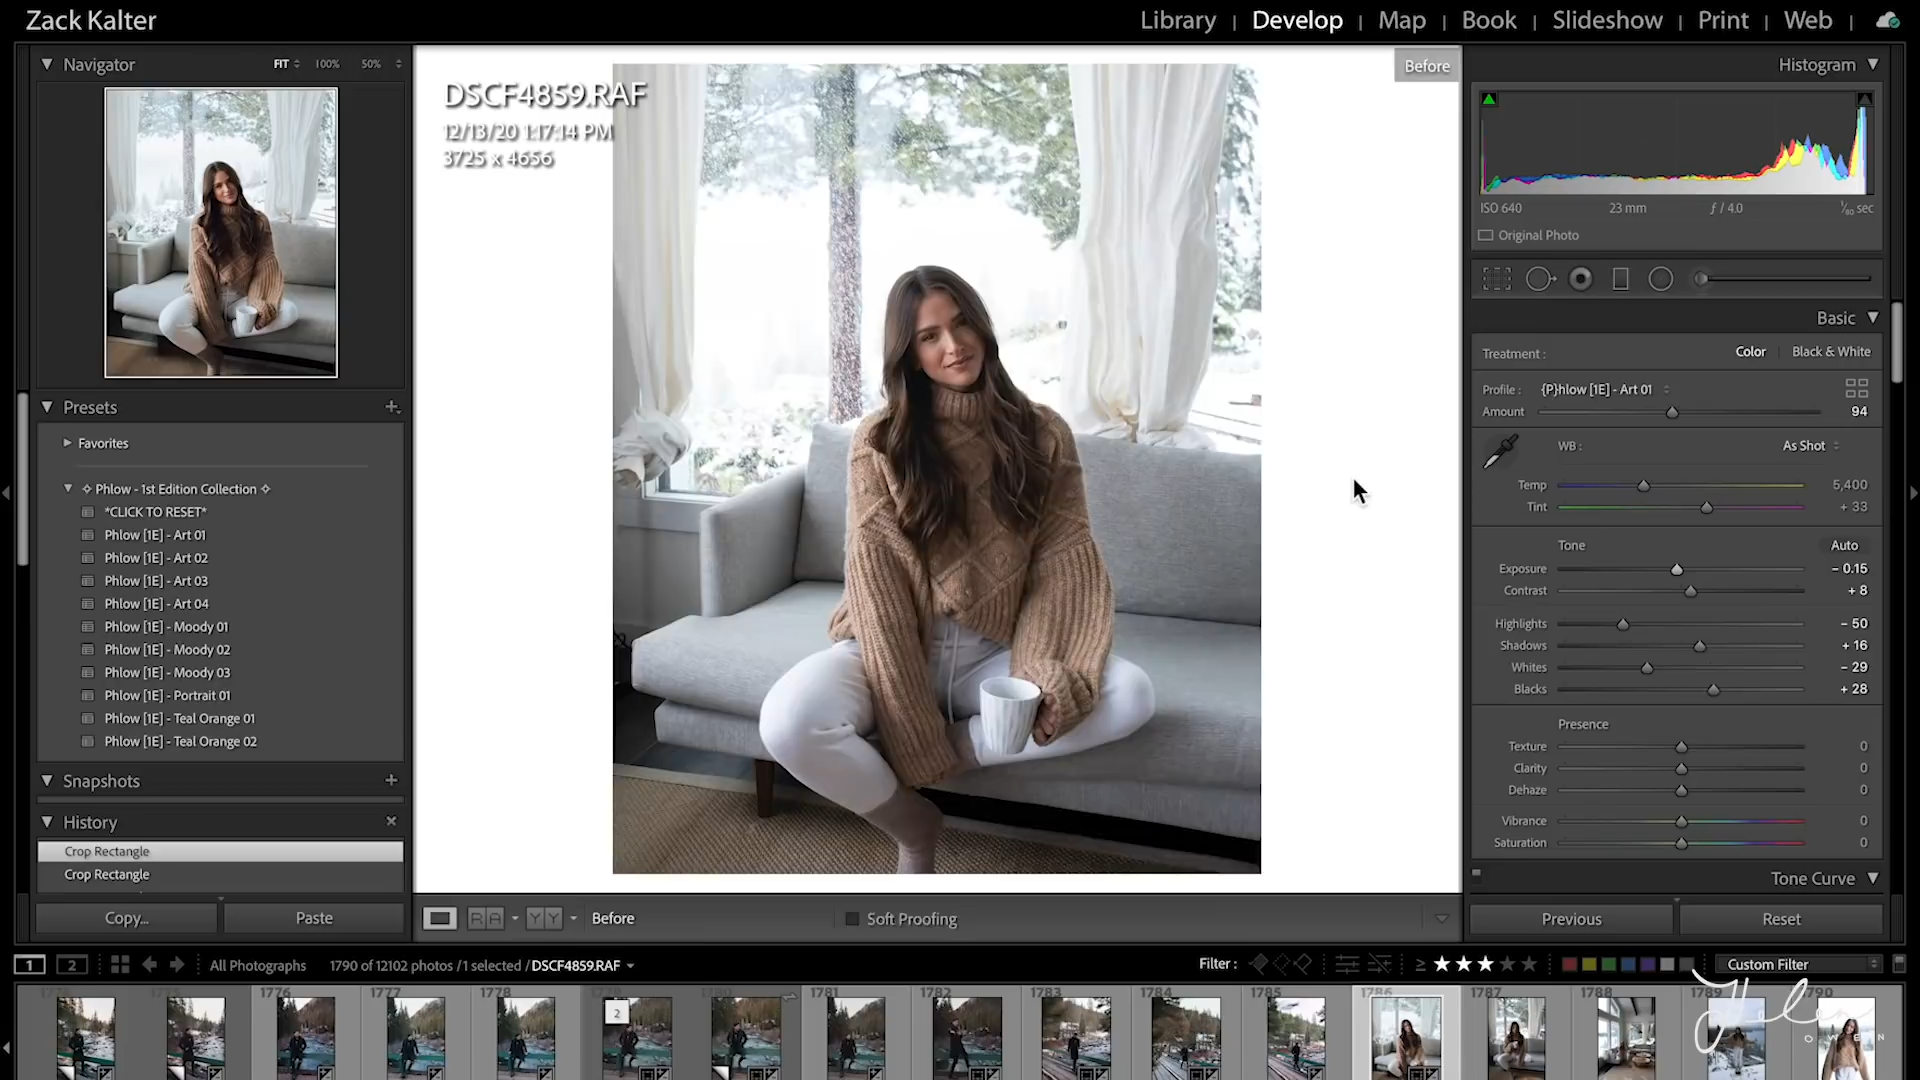 Zack Kalter
Library | Develop | Map | Book | Slideshow | Print | Web |
Navigator FIT 100% 50%
Presets
Favorites
✧ Phlow - 1st Edition Collection ✧
*CLICK TO RESET*
Phlow [1E] - Art 01
Phlow [1E] - Art 02
Phlow [1E] - Art 03
Phlow [1E] - Art 04
Phlow [1E] - Moody 01
Phlow [1E] - Moody 02
Phlow [1E] - Moody 03
Phlow [1E] - Portrait 01
Phlow [1E] - Teal Orange 01
Phlow [1E] - Teal Orange 02
Snapshots
History
Crop Rectangle
Crop Rectangle
Copy... Paste
DSCF4859.RAF
12/13/20 1:17:14 PM
3725 x 4656
Before
RA YY Before Soft Proofing
Histogram
ISO 640 23 mm ƒ / 4.0 1/80 sec
Original Photo
Basic
Treatment : Color Black & White
Profile : {P}hlow [1E] - Art 01
Amount 94
WB : As Shot
Temp 5,400
Tint + 33
Tone Auto
Exposure - 0.15
Contrast + 8
Highlights - 50
Shadows + 16
Whites - 29
Blacks + 28
Presence
Texture 0
Clarity 0
Dehaze 0
Vibrance 0
Saturation 0
Tone Curve
Previous Reset
1 2 All Photographs 1790 of 12102 photos / 1 selected / DSCF4859.RAF Filter : ≥ ★★★★★ Custom Filter
1776 1777 1778 1781 1782 1783 1784 1785 1786 1787 1788 1789 1790
2
Helen
OWEN